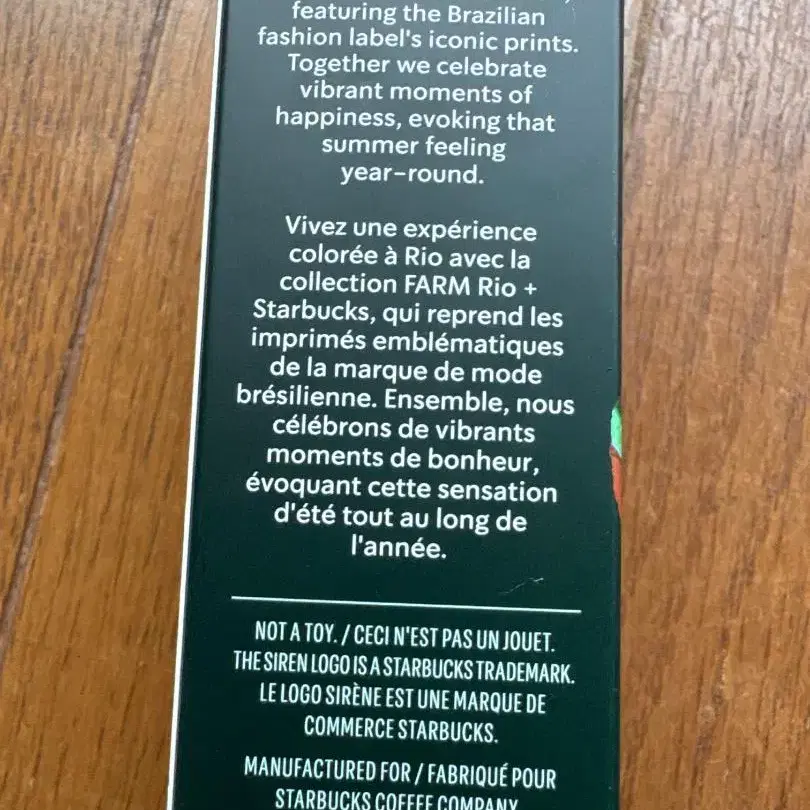 featuring the Brazilian
fashion label's iconic prints.
Together we celebrate
vibrant moments of
happiness, evoking that
summer feeling
year-round.
Vivez une expérience
colorée à Rio avec la
collection FARM Rio +
Starbucks, qui reprend les
imprimés emblématiques
de la marque de mode
brésilienne. Ensemble, nous
célébrons de vibrants
moments de bonheur,
évoquant cette sensation
d'été tout au long de
l'année.
NOT A TOY. / CECI N'EST PAS UN JOUET.
THE SIREN LOGO IS A STARBUCKS TRADEMARK.
LE LOGO SIRÈNE EST UNE MARQUE DE
COMMERCE STARBUCKS.
MANUFACTURED FOR / FABRIQUÉ POUR
STARBUCKS COFFEE COMPANY